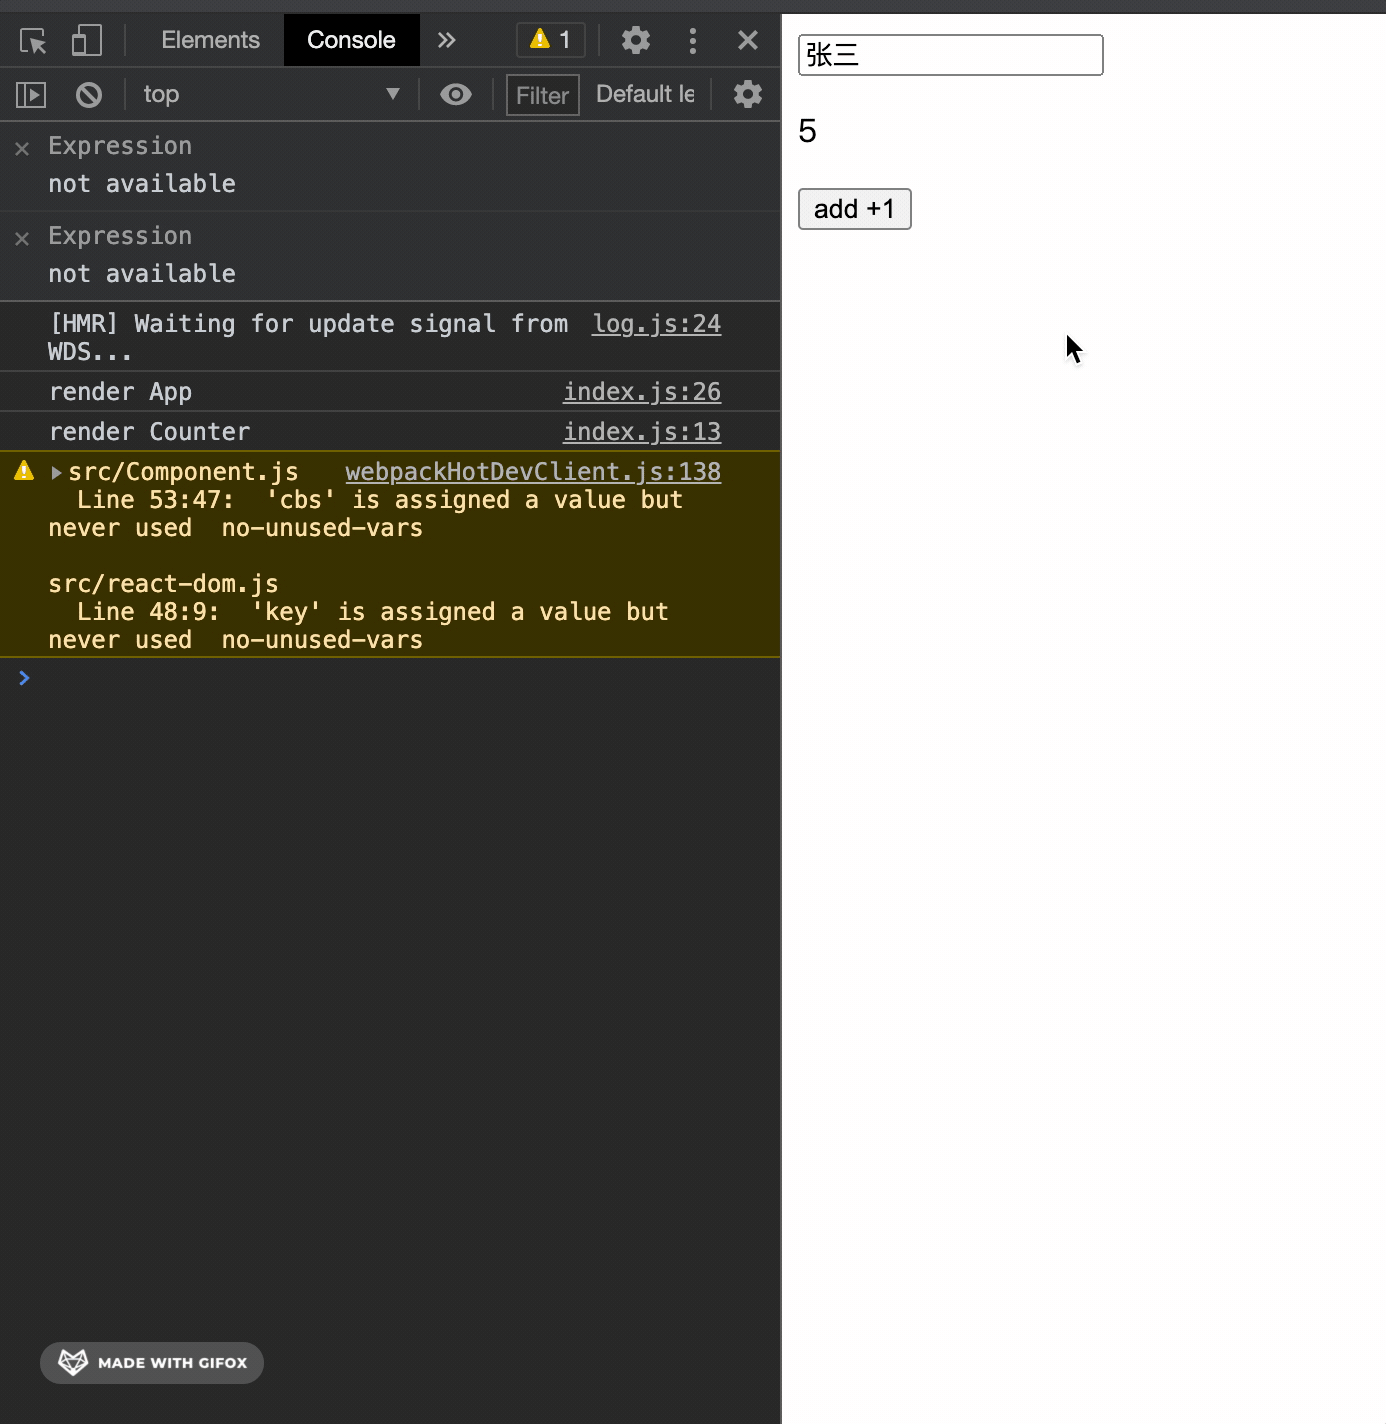 Elements Console 1
top Filter Default le
Expression
not available
Expression
not available
[HMR] Waiting for update signal from log.js:24
WDS...
render App index.js:26
render Counter index.js:13
src/Component.js webpackHotDevClient.js:138
Line 53:47: 'cbs' is assigned a value but
never used no-unused-vars
src/react-dom.js
Line 48:9: 'key' is assigned a value but
never used no-unused-vars
MADE WITH GIFOX
张三
5
add +1